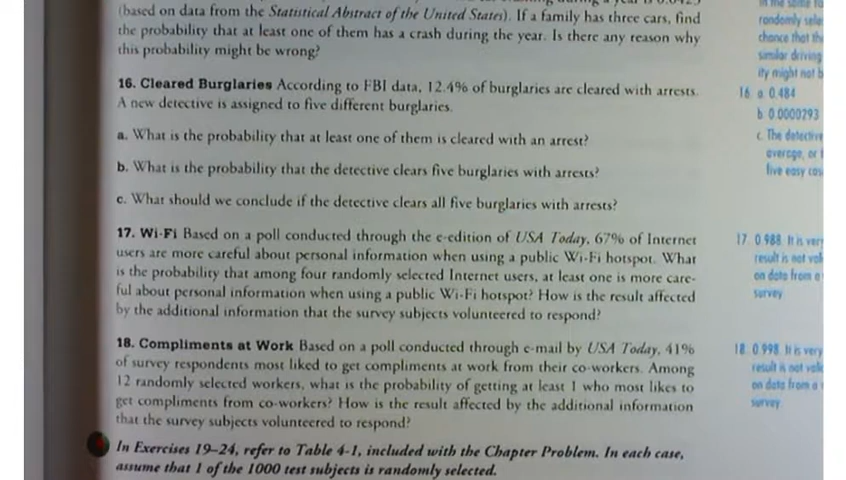 (based on data from the Statistical Abstract of the United States). If a family has three cars, find
the probability that at least one of them has a crash during the year. Is there any reason why
this probability might be wrong?
16. Cleared Burglaries According to FBI data, 12.4% of burglaries are cleared with arrests.
A new detective is assigned to five different burglaries.
a. What is the probability that at least one of them is cleared with an arrest?
b. What is the probability that the detective clears five burglaries with arrests?
c. What should we conclude if the detective clears all five burglaries with arrests?
17. Wi-Fi Based on a poll conducted through the e-edition of USA Today, 67% of Internet
users are more careful about personal information when using a public Wi-Fi hotspot. What
is the probability that among four randomly selected Internet users, at least one is more care-
ful about personal information when using a public Wi-Fi hotspot? How is the result affected
by the additional information that the survey subjects volunteered to respond?
18. Compliments at Work Based on a poll conducted through e-mail by USA Today, 41%
of survey respondents most liked to get compliments at work from their co-workers. Among
12 randomly selected workers, what is the probability of getting at least 1 who most likes to
get compliments from co-workers? How is the result affected by the additional information
that the survey subjects volunteered to respond?
In Exercises 19–24, refer to Table 4-1, included with the Chapter Problem. In each case,
assume that 1 of the 1000 test subjects is randomly selected.
randomly sele
chance that the
similar driving
ity might not b
16. a. 0.484
b. 0.0000293
c. The detective
average, or
five easy cas
17. 0.988. It is very
result is not vali
on data from a
survey.
18. 0.998. It is very
result is not vali
on data from a
survey.